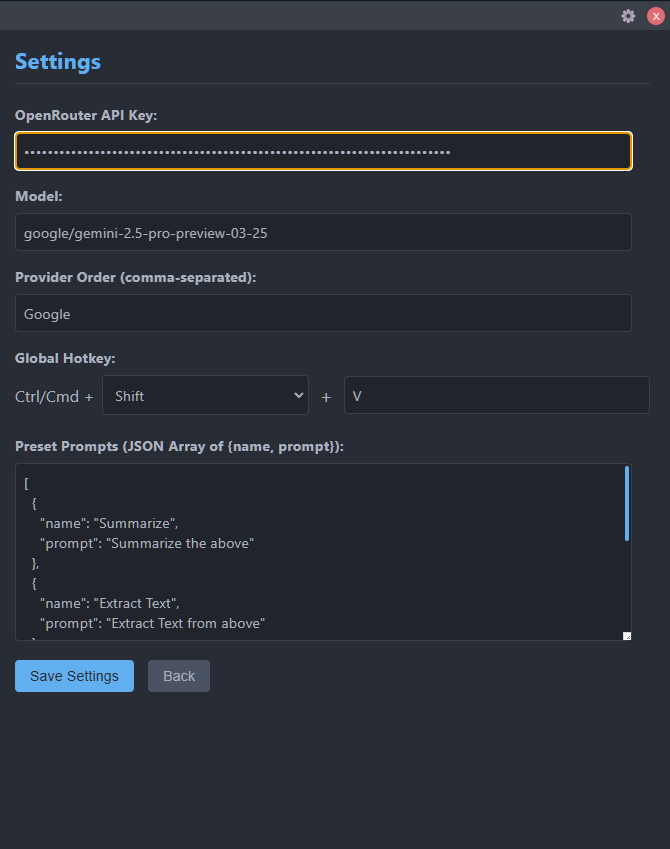 x
Settings
OpenRouter API Key:
•••••••••••••••••••••••••••••••••••••••••••••••••••••••••••••••••••••••••
Model:
google/gemini-2.5-pro-preview-03-25
Provider Order (comma-separated):
Google
Global Hotkey:
Ctrl/Cmd + Shift + V
Preset Prompts (JSON Array of {name, prompt}):
[
{
"name": "Summarize",
"prompt": "Summarize the above"
},
{
"name": "Extract Text",
"prompt": "Extract Text from above"
Save Settings Back